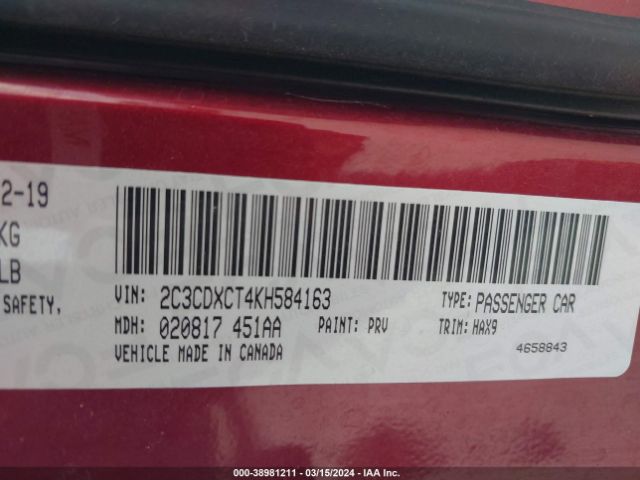 2-19
KG
LB
SAFETY,
VIN: 2C3CDXCT4KH584163 TYPE: PASSENGER CAR
MDH: 020817 451AA PAINT: PRV TRIM: HAX9
VEHICLE MADE IN CANADA 4658843
000-38981211 — 03/15/2024 — IAA Inc.